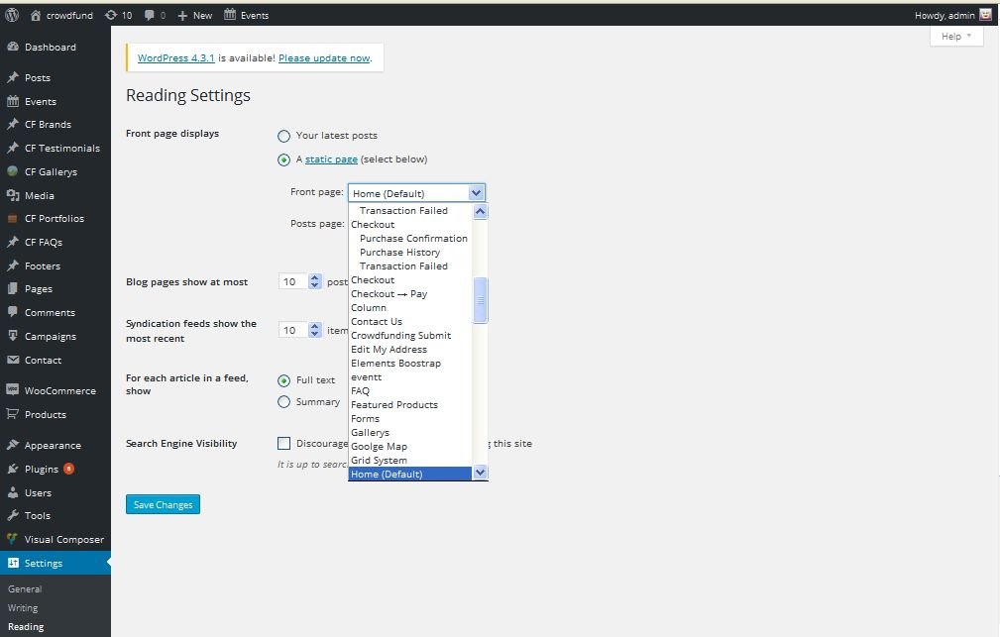 crowdfund 10 0 New Events Howdy, admin
Help
Dashboard
Posts
Events
CF Brands
CF Testimonials
CF Gallerys
Media
CF Portfolios
CF FAQs
Footers
Pages
Comments
Campaigns
Contact
WooCommerce
Products
Appearance
Plugins 6
Users
Tools
Visual Composer
Settings
General
Writing
Reading
WordPress 4.3.1 is available! Please update now.
Reading Settings
Front page displays
Your latest posts
A static page (select below)
Front page: Home (Default)
Posts page:
Transaction Failed
Checkout
Purchase Confirmation
Purchase History
Transaction Failed
Checkout
Checkout → Pay
Column
Contact Us
Crowdfunding Submit
Edit My Address
Elements Boostrap
eventt
FAQ
Featured Products
Forms
Gallerys
Goolge Map
Grid System
Home (Default)
Blog pages show at most
10 post
Syndication feeds show the
most recent
10 item
For each article in a feed,
show
Full text
Summary
Search Engine Visibility
Discourage this site
It is up to searc
Save Changes